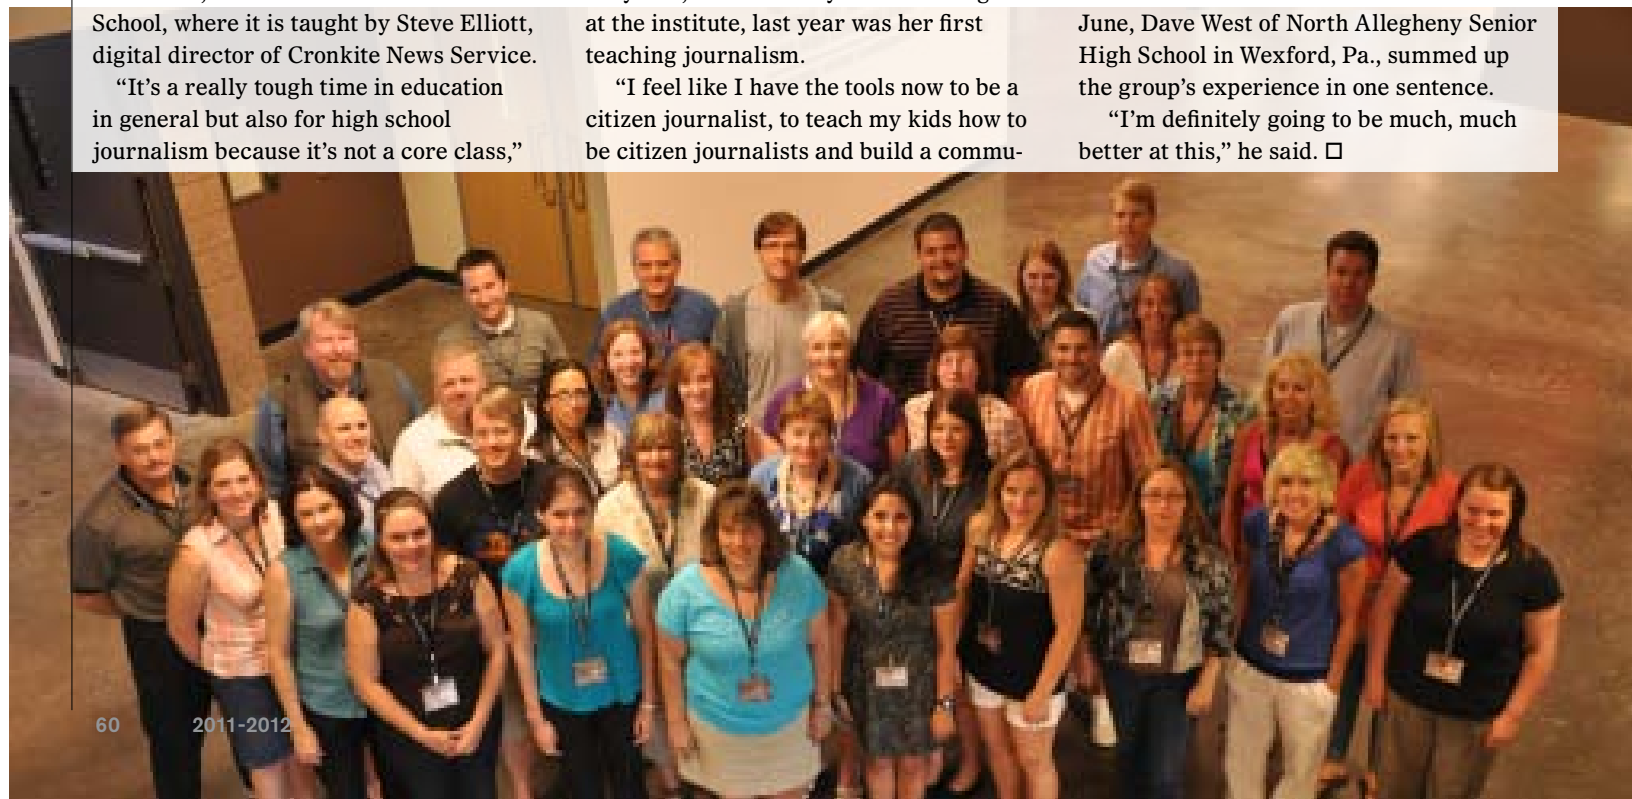 School, where it is taught by Steve Elliott,
digital director of Cronkite News Service.
“It’s a really tough time in education
in general but also for high school
journalism because it’s not a core class,”
at the institute, last year was her first
teaching journalism.
“I feel like I have the tools now to be a
citizen journalist, to teach my kids how to
be citizen journalists and build a commu-
June, Dave West of North Allegheny Senior
High School in Wexford, Pa., summed up
the group’s experience in one sentence.
“I’m definitely going to be much, much
better at this,” he said. □
60 2011-2012